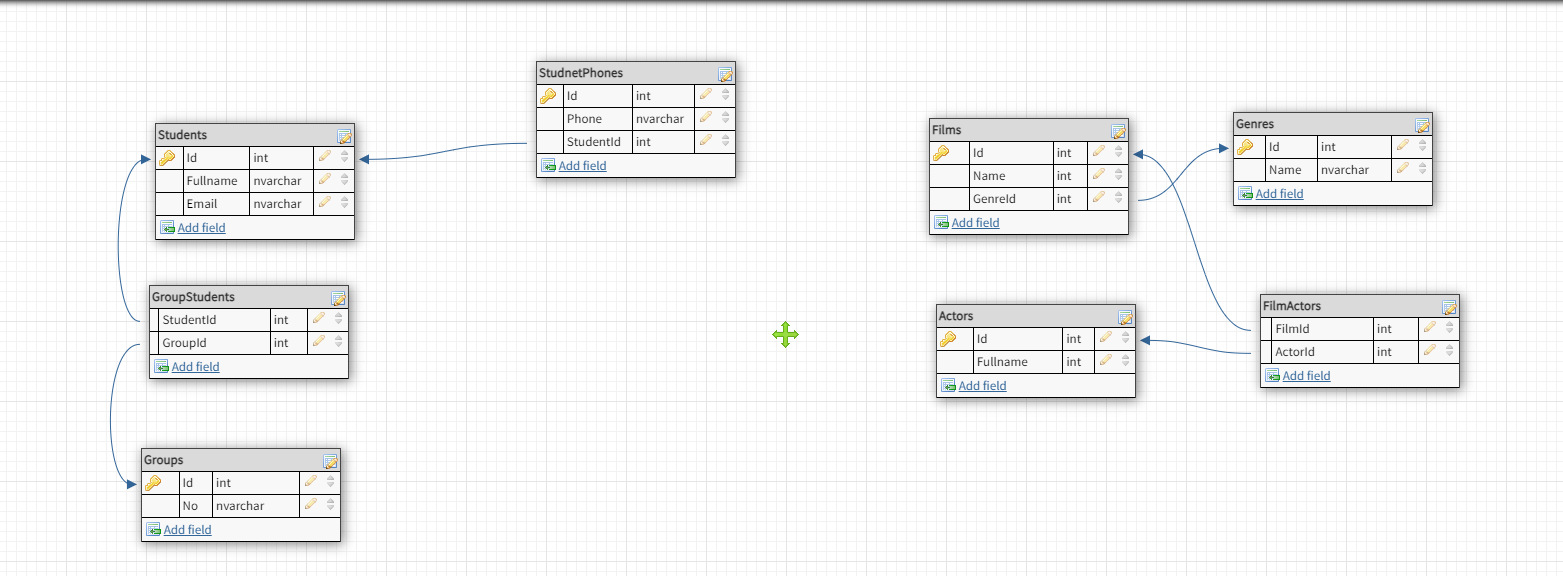 StudnetPhones
Id int
Phone nvarchar
StudentId int
Add field
Students
Id int
Fullname nvarchar
Email nvarchar
Add field
GroupStudents
StudentId int
GroupId int
Add field
Groups
Id int
No nvarchar
Add field
Films
Id int
Name int
GenreId int
Add field
Genres
Id int
Name nvarchar
Add field
Actors
Id int
Fullname int
Add field
FilmActors
FilmId int
ActorId int
Add field